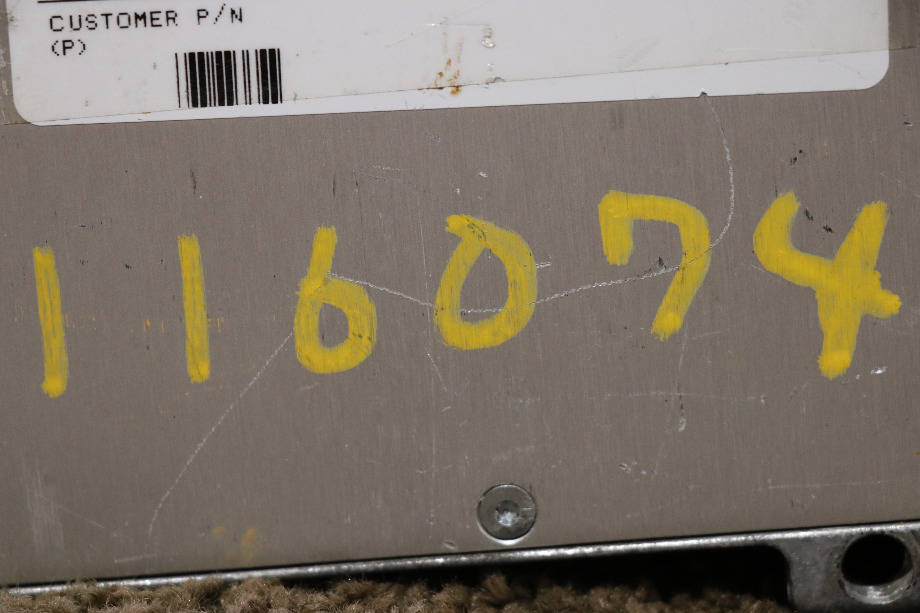 CUSTOMER P/N
(P)
116074